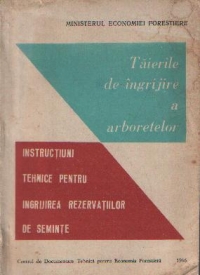 MINISTERUL ECONOMIEI FORESTIERE
Tăierile
de îngrijire
a
arboretelor
INSTRUCȚIUNI
TEHNICE PENTRU
INGRIJIREA REZERVAȚIILOR
DE SEMINȚE
Centrul de Documentare Tehnică pentru Economia Forestieră